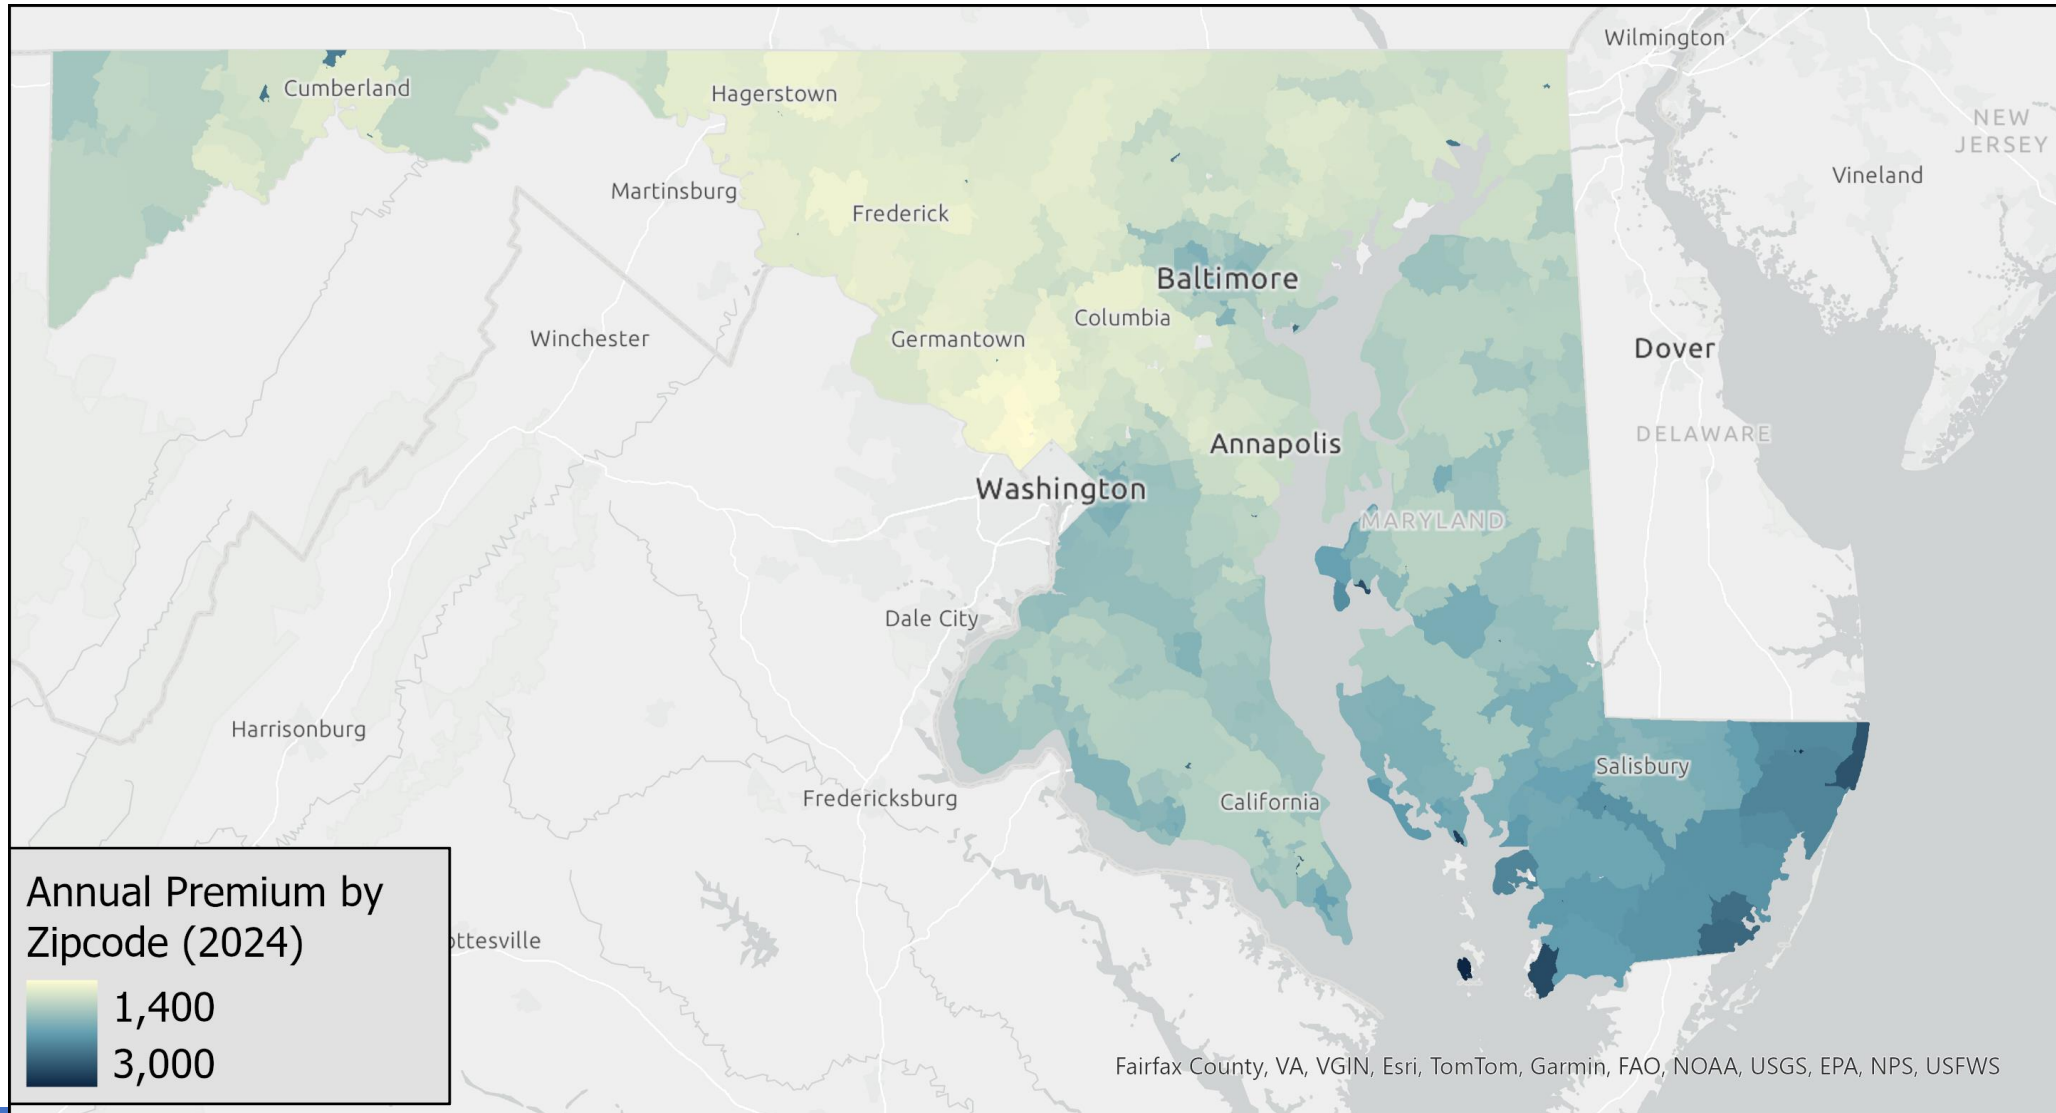 Wilmington
Cumberland
Hagerstown
NEW
JERSEY
Martinsburg
Vineland
Frederick
Baltimore
Columbia
Winchester
Germantown
Dover
DELAWARE
Annapolis
Washington
MARYLAND
Dale City
Harrisonburg
Salisbury
Fredericksburg
California
Annual Premium by
Zipcode (2024)
1,400
3,000
ottesville
Fairfax County, VA, VGIN, Esri, TomTom, Garmin, FAO, NOAA, USGS, EPA, NPS, USFWS